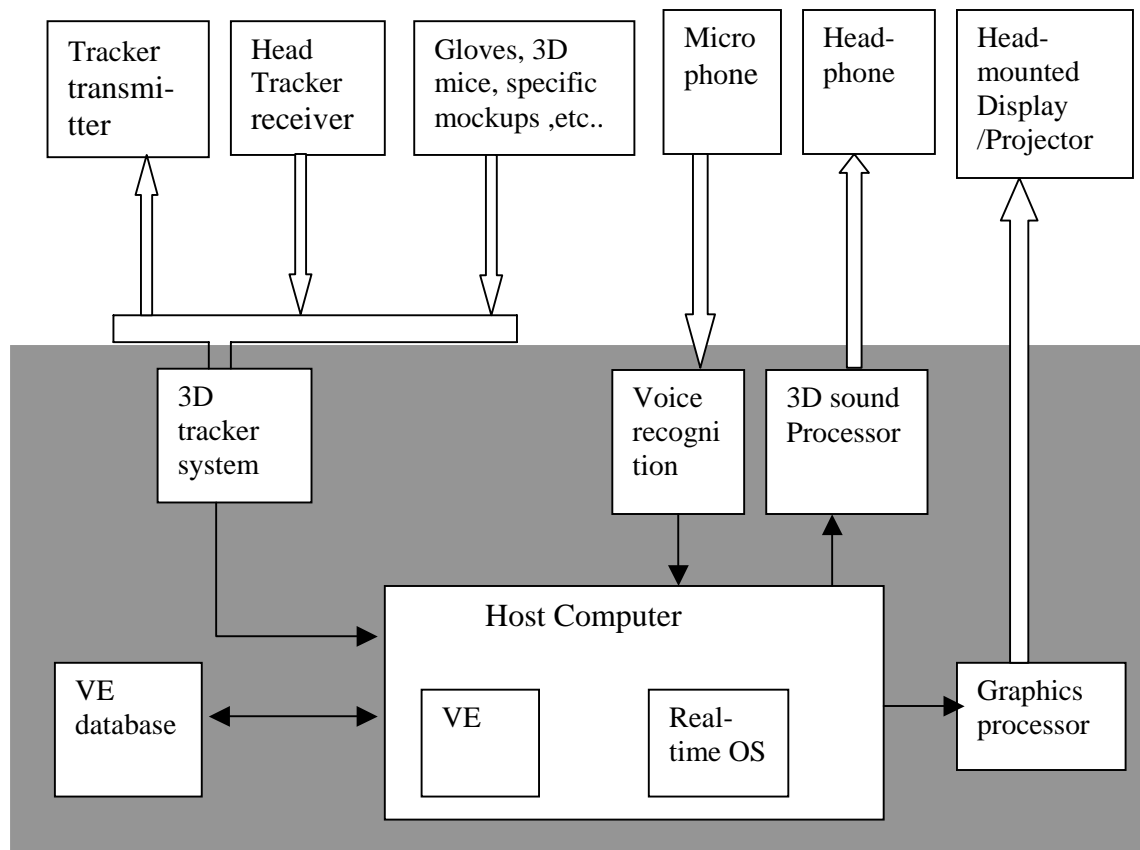 Tracker
transmi-
tter
Head
Tracker
receiver
Gloves, 3D
mice, specific
mockups ,etc..
Micro
phone
Head-
phone
Head-
mounted
Display
/Projector
3D
tracker
system
Voice
recogni
tion
3D sound
Processor
Host Computer
VE
database
VE
Real-
time OS
Graphics
processor